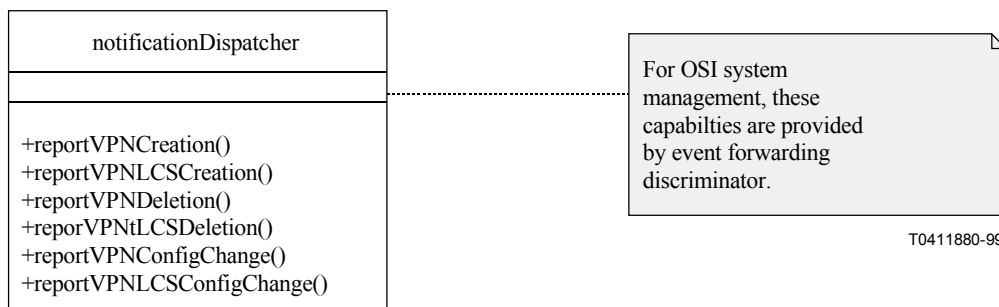 notificationDispatcher
+reportVPNCreation()
+reportVPNLCSCreation()
+reportVPNDeletion()
+reporVPNtLCSDeletion()
+reportVPNConfigChange()
+reportVPNLCSConfigChange()
For OSI system
management, these
capabilties are provided
by event forwarding
discriminator.
T0411880-99